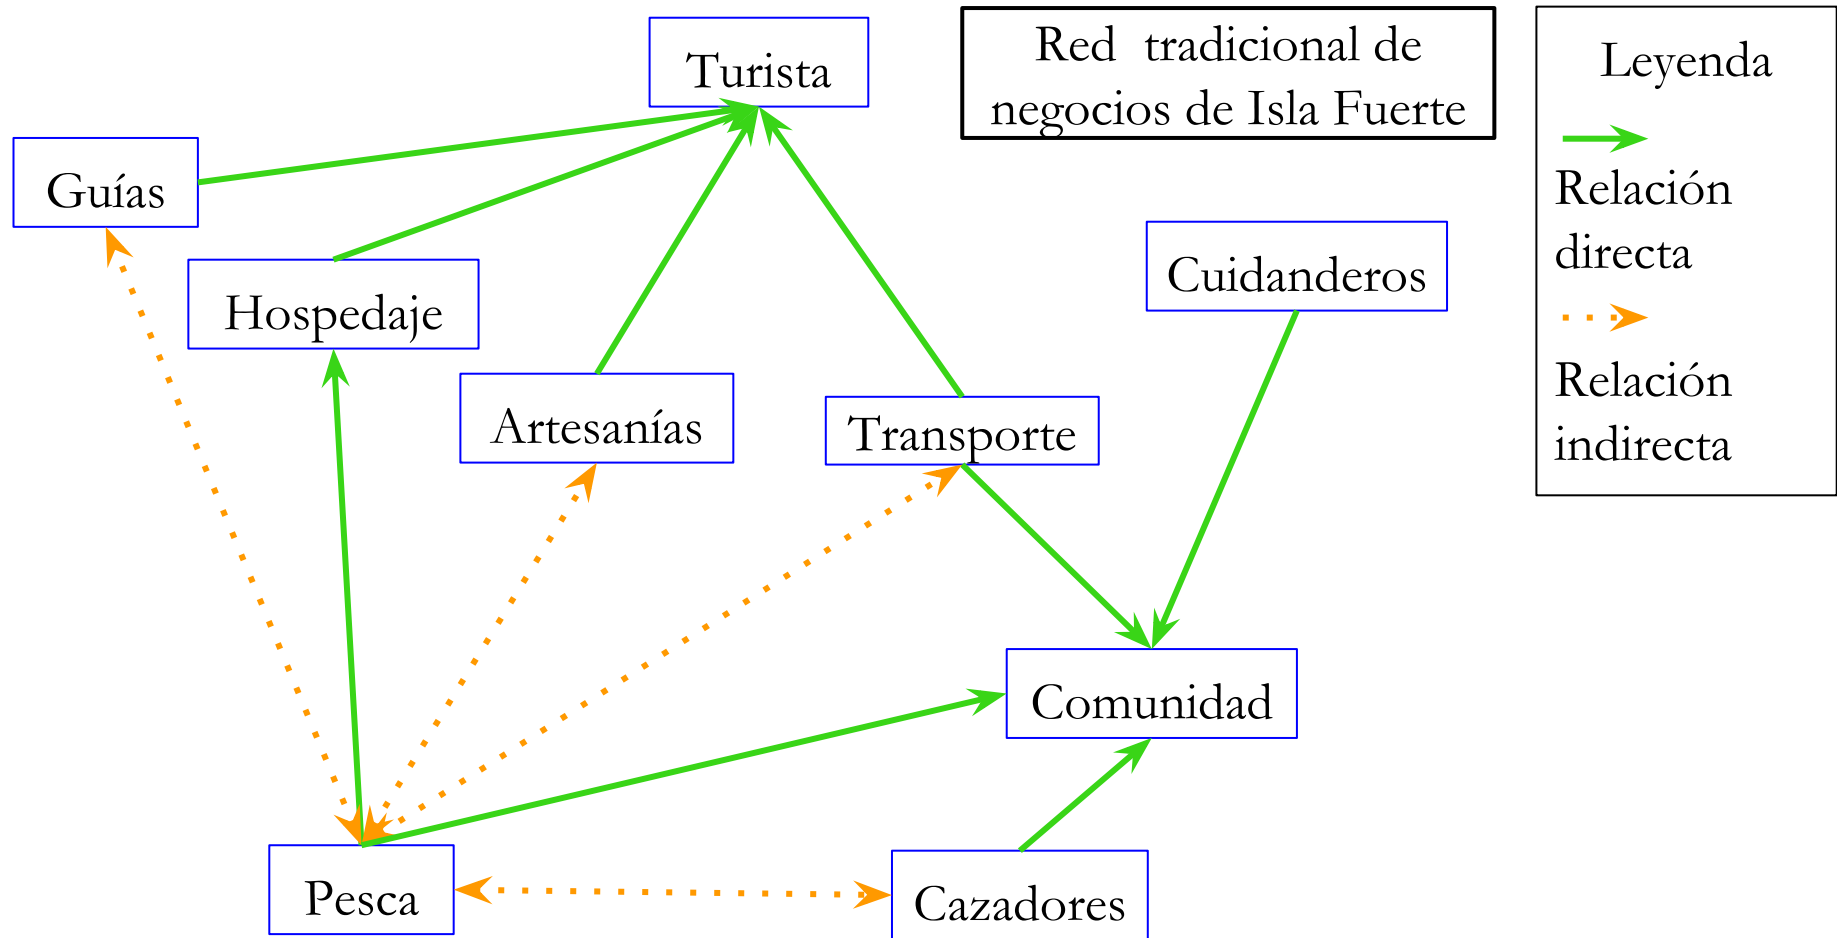 Turista
Red tradicional de
negocios de Isla Fuerte
Leyenda
Relación
directa
Relación
indirecta
Guías
Hospedaje
Cuidanderos
Artesanías
Transporte
Comunidad
Pesca
Cazadores